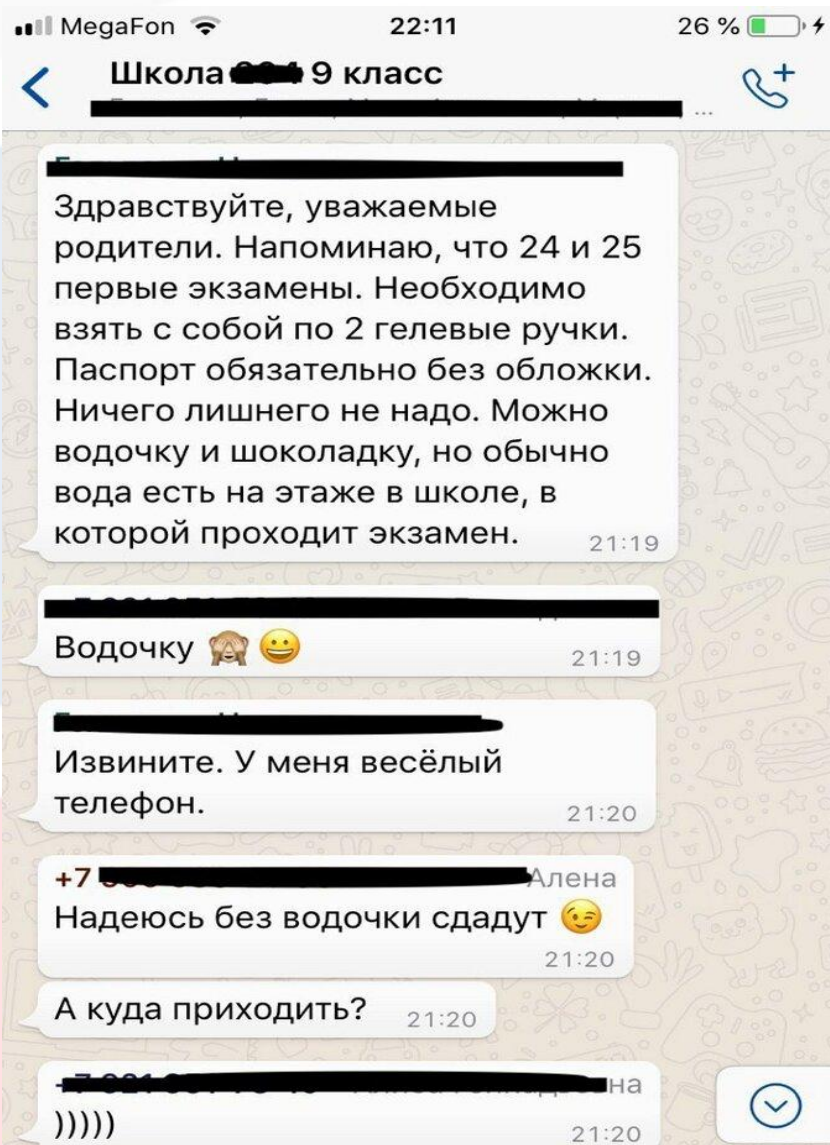 MegaFon 22:11 26 %
Школа 9 класс
...
Здравствуйте, уважаемые
родители. Напоминаю, что 24 и 25
первые экзамены. Необходимо
взять с собой по 2 гелевые ручки.
Паспорт обязательно без обложки.
Ничего лишнего не надо. Можно
водочку и шоколадку, но обычно
вода есть на этаже в школе, в
которой проходит экзамен.
21:19
Водочку 🙈 😀
21:19
Извините. У меня весёлый
телефон.
21:20
+7 Алена
Надеюсь без водочки сдадут 😉
21:20
А куда приходить? 21:20
)))))
21:20